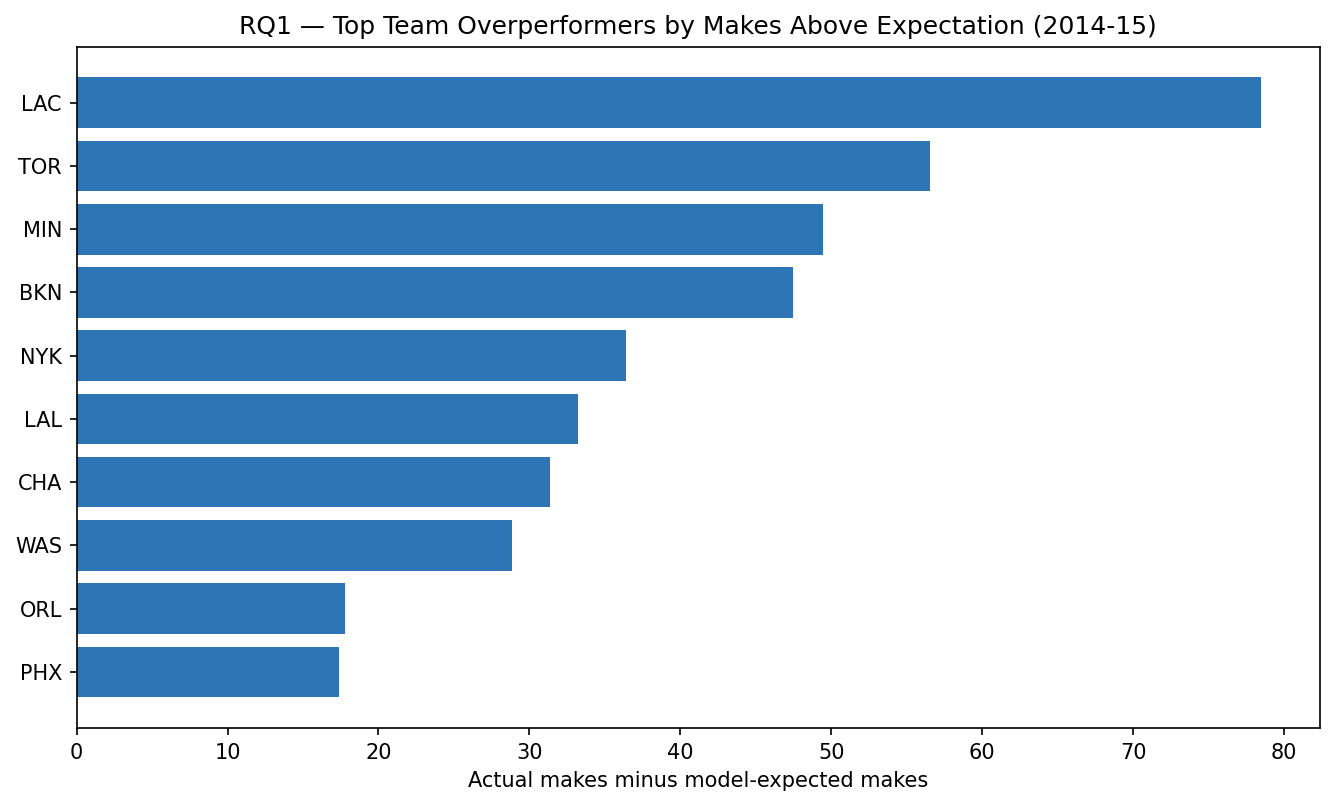 RQ1 — Top Team Overperformers by Makes Above Expectation (2014-15)
LAC
TOR
MIN
BKN
NYK
LAL
CHA
WAS
ORL
PHX
0 10 20 30 40 50 60 70 80
Actual makes minus model-expected makes